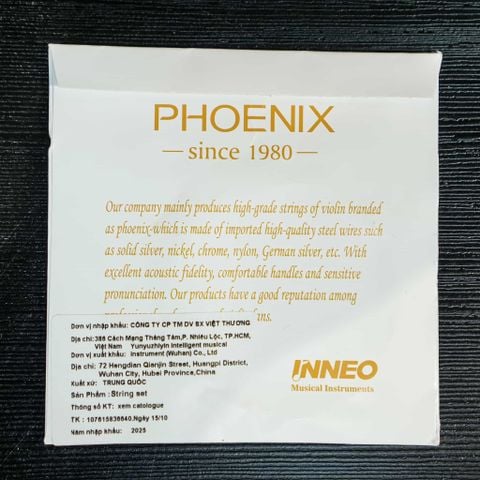 PHOENIX
since 1980
Our company mainly produces high-grade strings of violin branded
as phoenix-which is made of imported high-quality steel wires such
as solid silver, nickel, chrome, nylon, German silver, etc. With
excellent acoustic fidelity, comfortable handles and sensitive
pronunciation. Our products have a good reputation among
Đơn vị nhập khẩu: CÔNG TY CP TM DV BX VIỆT THƯƠNG
Địa chỉ: 386 Cách Mạng Tháng Tám, P. Nhiêu Lộc, TP.HCM,
Việt Nam Yunyuzhiyin intelligent musical
Đơn vị xuất khẩu: instrument (Wuhan) Co., Ltd
Địa chỉ: 72 Hengdian Qianjin Street, Huangpi District,
Wuhan City, Hubei Province,China
Xuất xứ: TRUNG QUỐC
Sản Phẩm : String set
Thông số KT: xem catologue
TK : 107615836640,Ngày 15/10
Năm nhập khẩu: 2025
INNEO
Musical Instruments